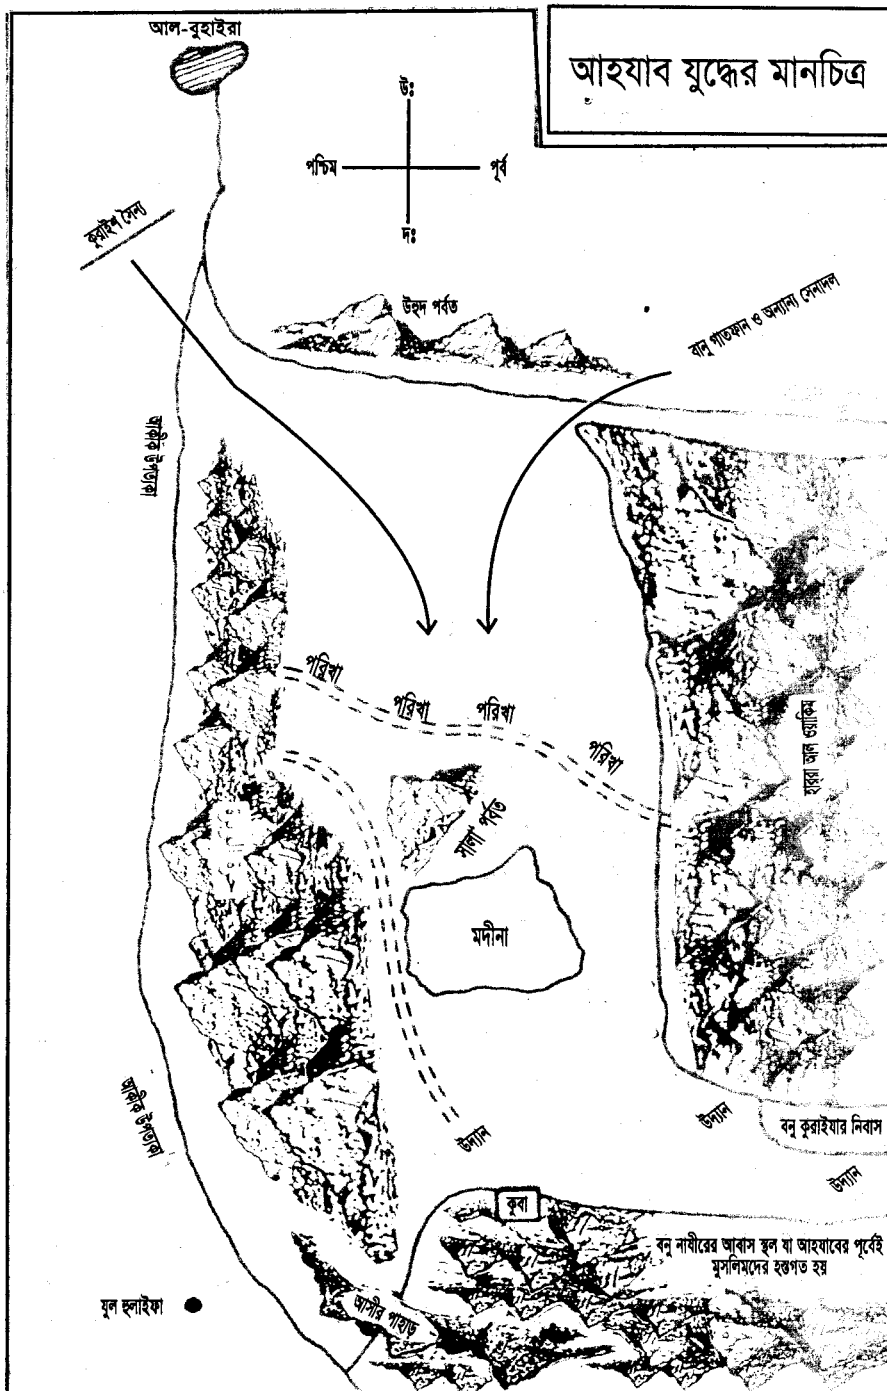 আল-বুহাইরা
আহযাব যুদ্ধের মানচিত্র
উঃ
পশ্চিম
পূর্ব
দঃ
কুরাইশ সৈন্য
উহুদ পর্বত
বানু গাতফান ও অন্যান্য সেনাদল
আকীক উপত্যকা
পরিখা
পরিখা
পরিখা
পরিখা
হাররা আল ওয়াকিম
সালা' পর্বত
মদীনা
আকীক উপত্যকা
উদ্যান
উদ্যান
বনু কুরাইযার নিবাস
উদ্যান
কুবা
বনু নাযীরের আবাস স্থল যা আহযাবের পূর্বেই
মুসলিমদের হস্তগত হয়
যুল হুলাইফা
আসীর পাহাড়